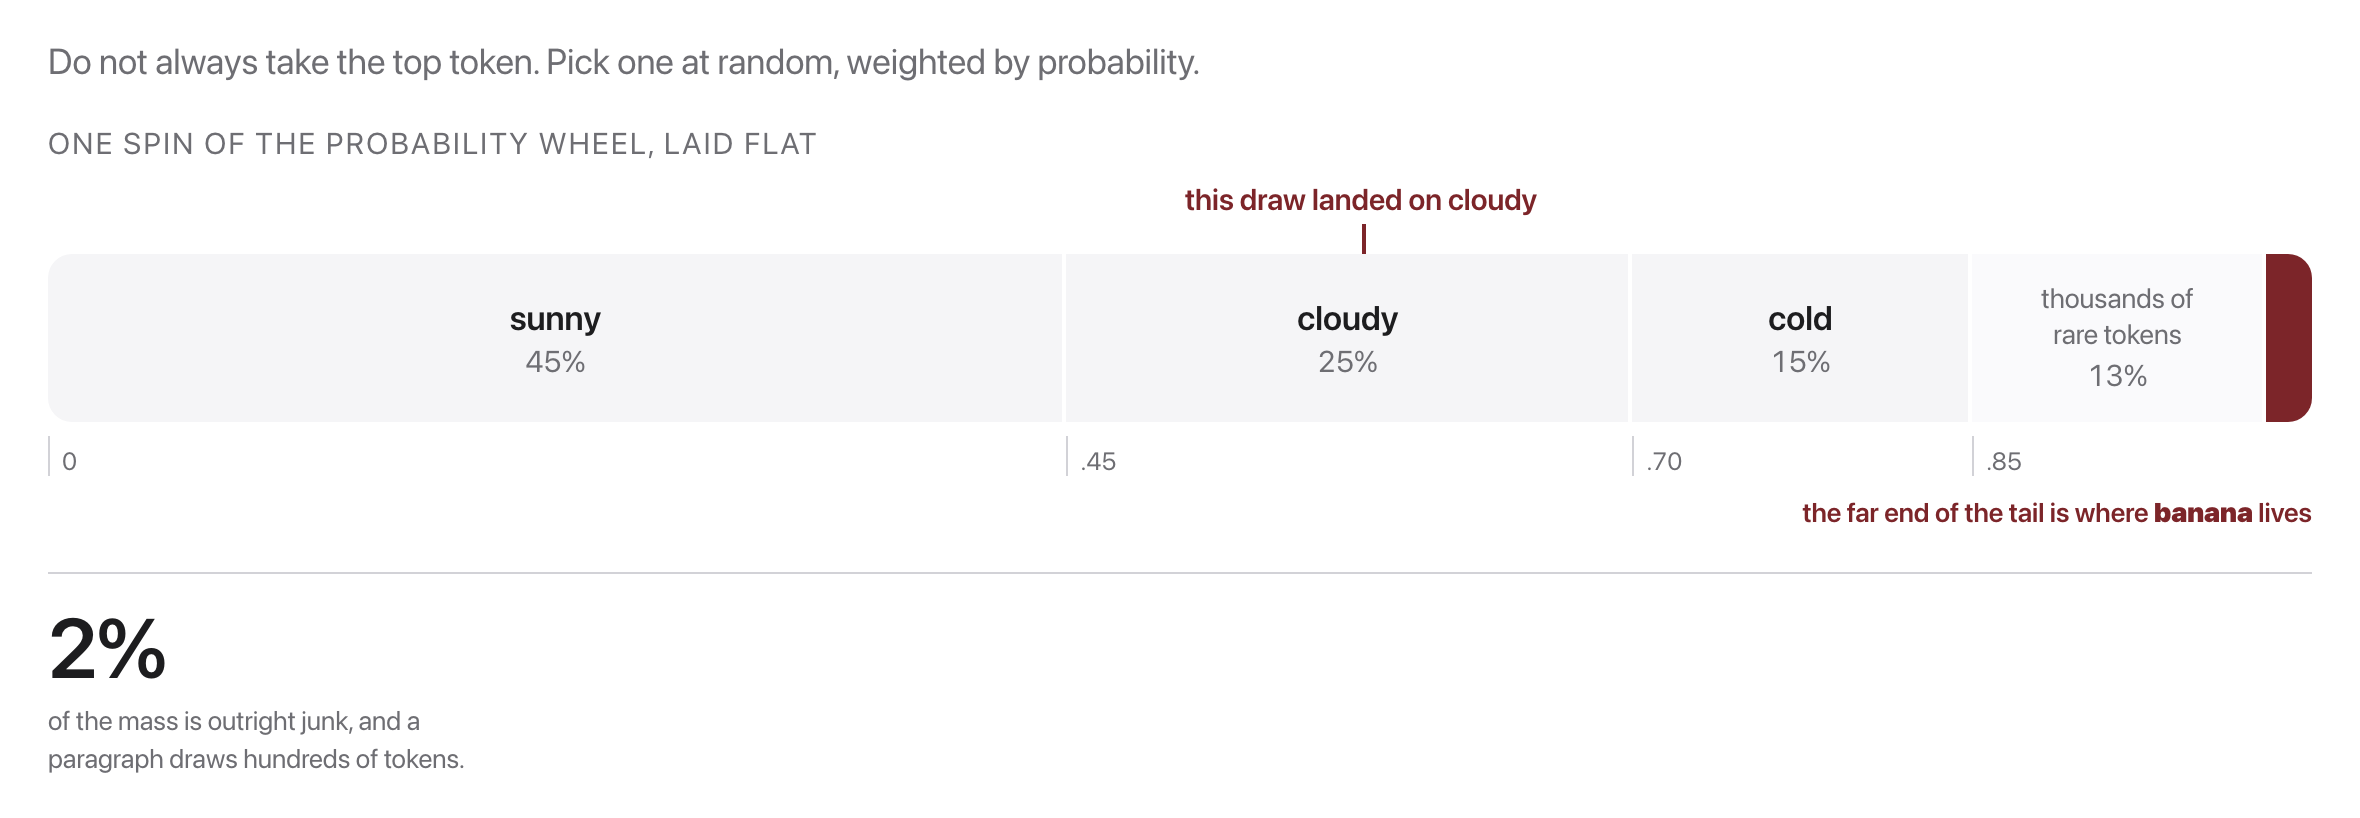 Do not always take the top token. Pick one at random, weighted by probability.
ONE SPIN OF THE PROBABILITY WHEEL, LAID FLAT
this draw landed on cloudy
sunny
45%
cloudy
25%
cold
15%
thousands of
rare tokens
13%
0
.45
.70
.85
the far end of the tail is where banana lives
2%
of the mass is outright junk, and a
paragraph draws hundreds of tokens.